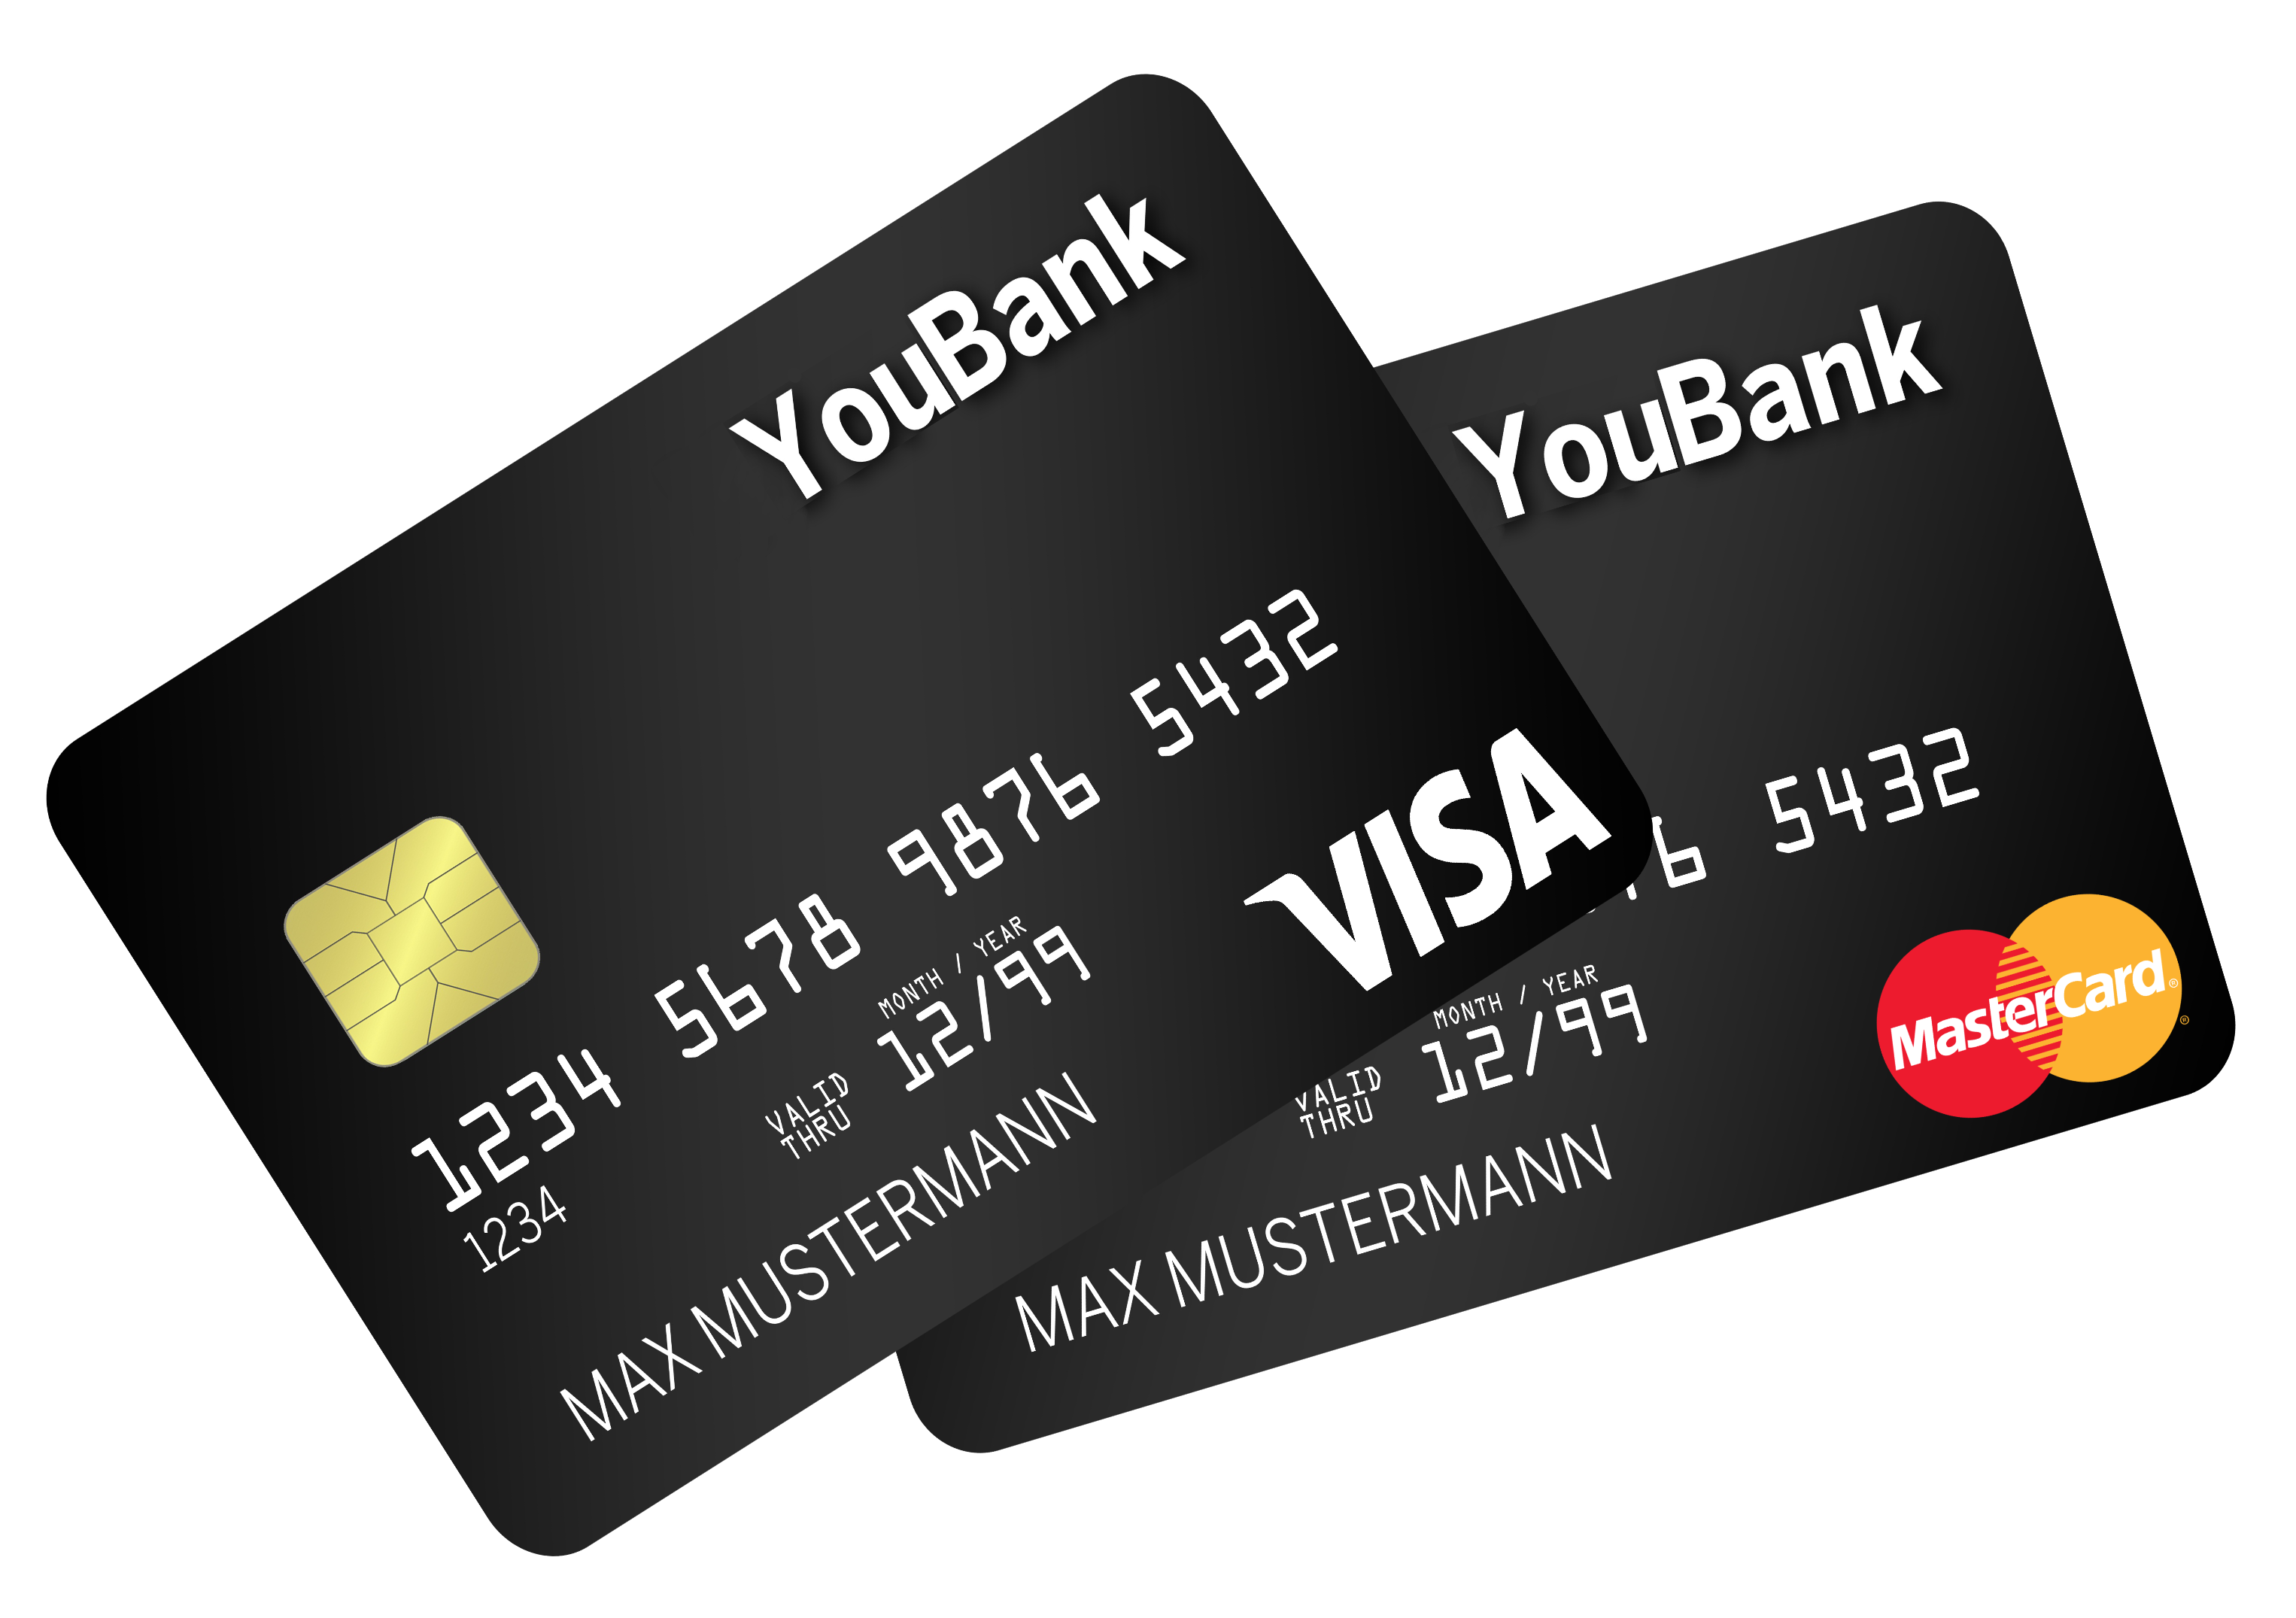 YouBank
1234 5678 9876 5432
1234
MONTH / YEAR
VALID
THRU
12/99
MAX MUSTERMANN
VISA
YouBank
76 5432
MONTH / YEAR
VALID
THRU
12/99
MAX MUSTERMANN
MasterCard®
®